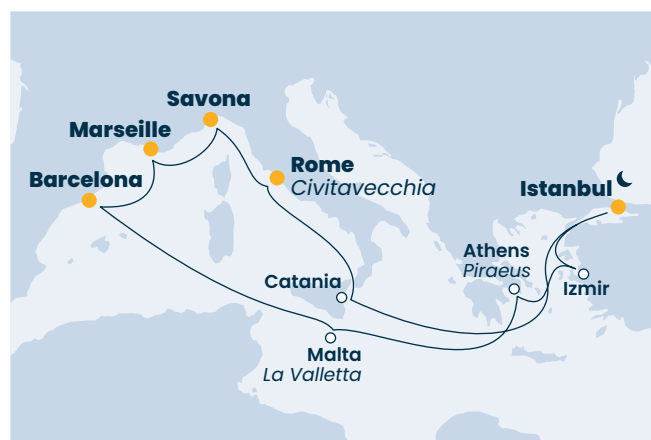 Savona
Marseille
Barcelona
Rome
Civitavecchia
Istanbul
Athens
Piraeus
Catania
Izmir
Malta
La Valletta